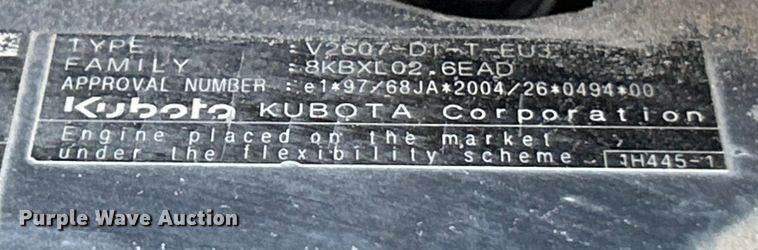 TYPE : V2607-DI-T-EU3
FAMILY : 8KBXL02.6EAD
APPROVAL NUMBER : e1*97/68JA*2004/26*0494*00
Kubota KUBOTA Corporation
Engine placed on the market
under the flexibility scheme 1H445-1
Purple Wave Auction